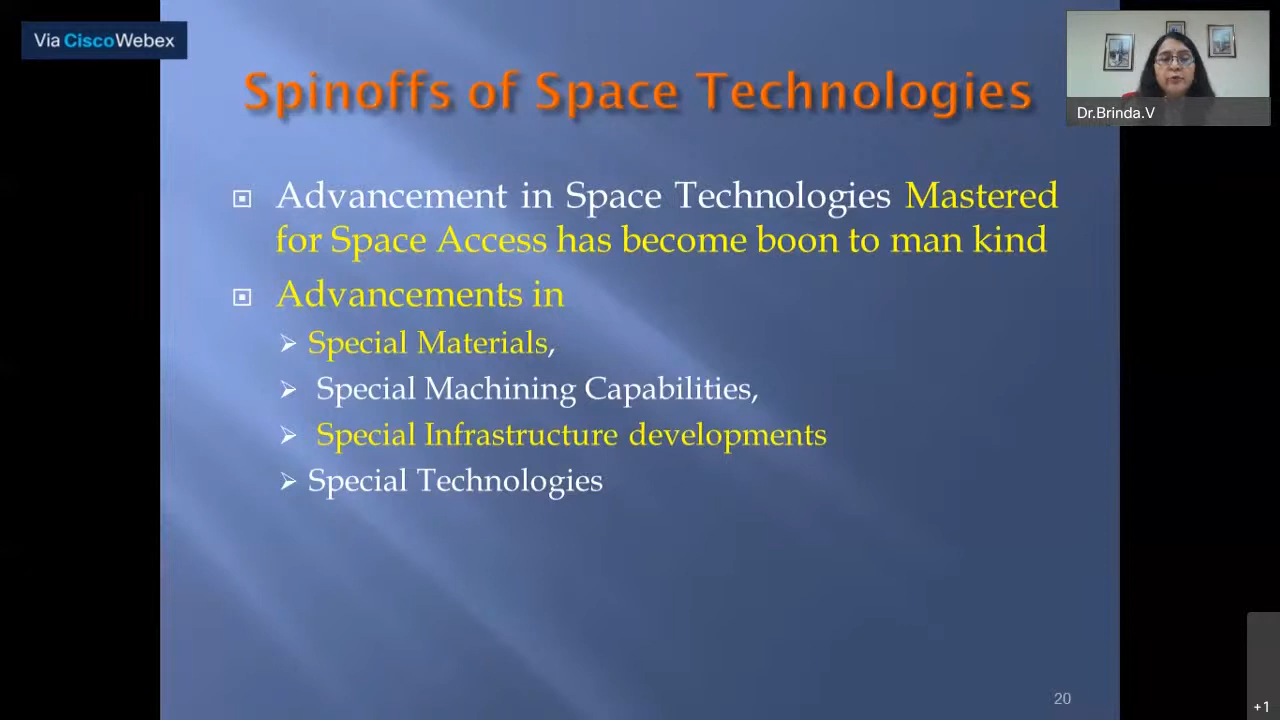 Via CiscoWebex
Spinoffs of Space Technologies
Dr.Brinda.V
Advancement in Space Technologies Mastered
for Space Access has become boon to man kind
Advancements in
Special Materials,
Special Machining Capabilities,
Special Infrastructure developments
Special Technologies
20
+1